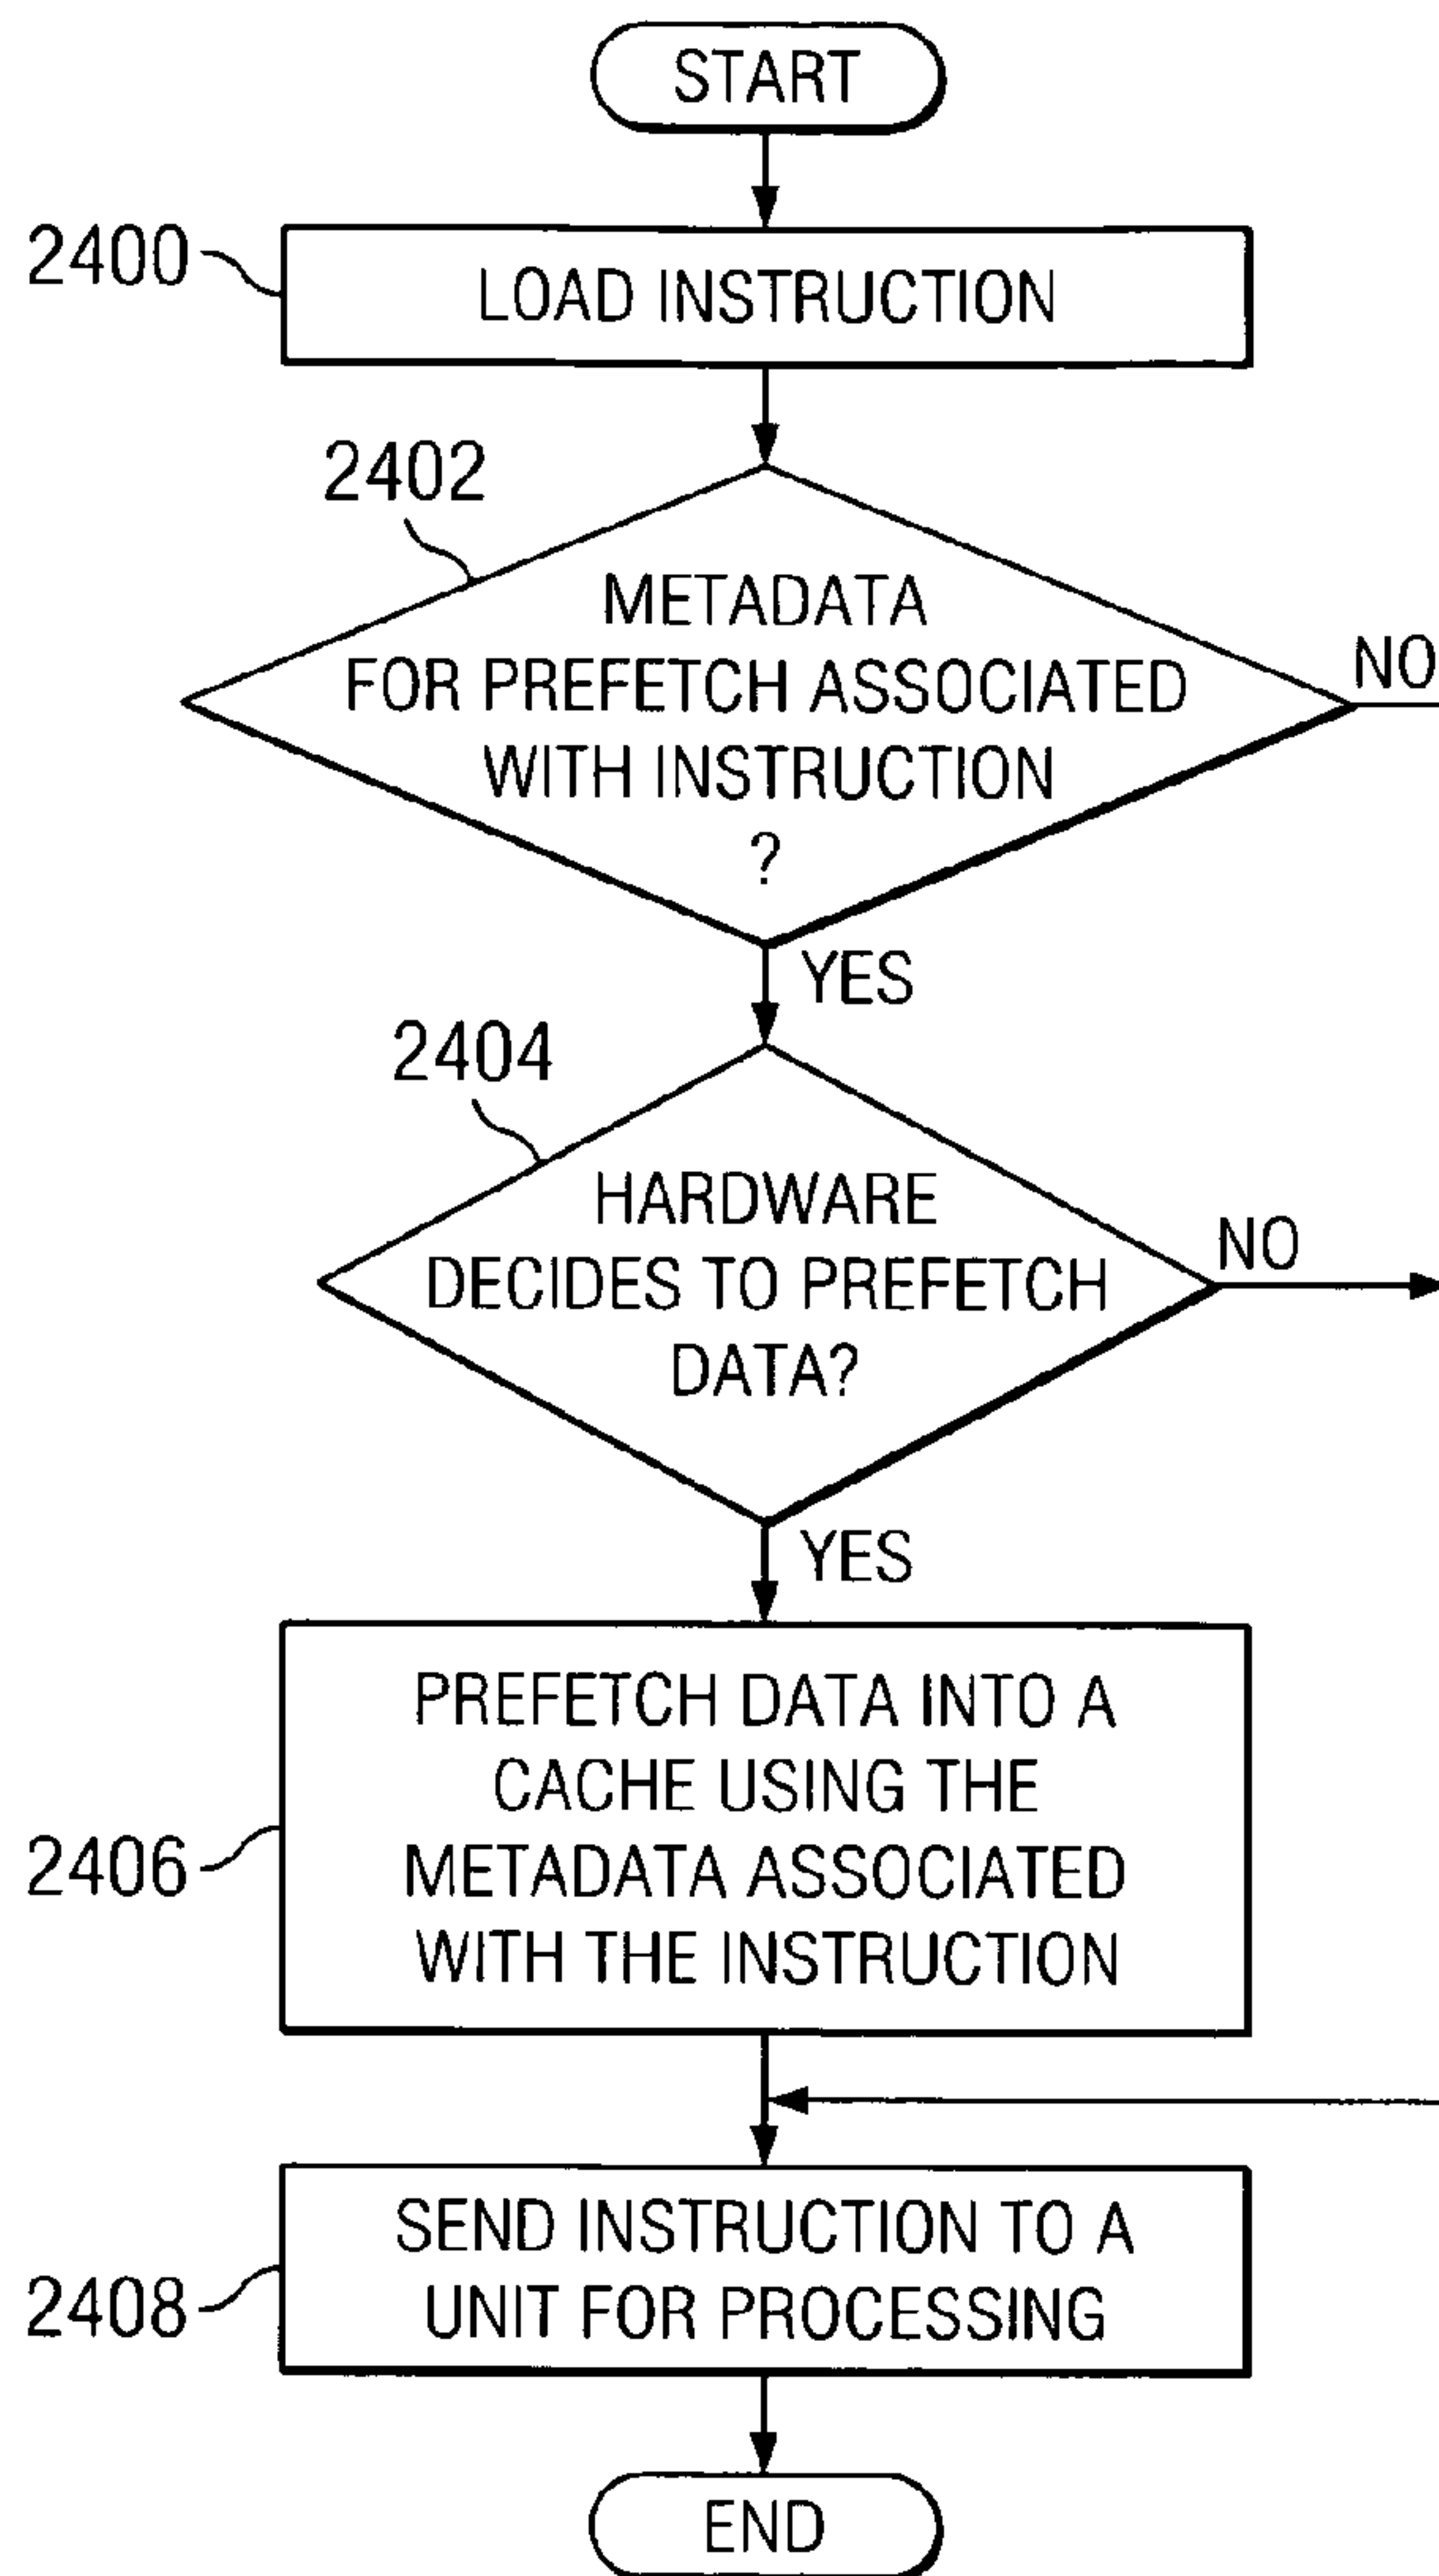 START
2400
LOAD INSTRUCTION
2402
METADATA
FOR PREFETCH ASSOCIATED
WITH INSTRUCTION
?
NO
YES
2404
HARDWARE
DECIDES TO PREFETCH
DATA?
NO
YES
PREFETCH DATA INTO A
CACHE USING THE
METADATA ASSOCIATED
WITH THE INSTRUCTION
2406
SEND INSTRUCTION TO A
UNIT FOR PROCESSING
2408
END